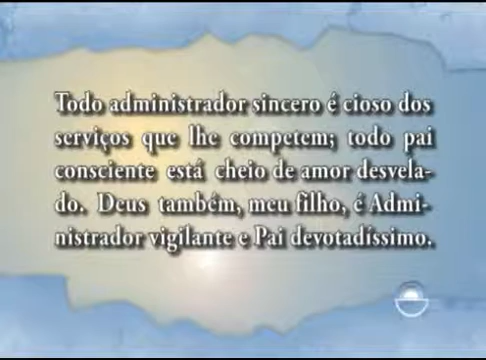 Todo administrador sincero é cioso dos
serviços que lhe competem; todo pai
consciente está cheio de amor desvela-
do. Deus também, meu filho, é Admi-
nistrador vigilante e Pai devotadíssimo.